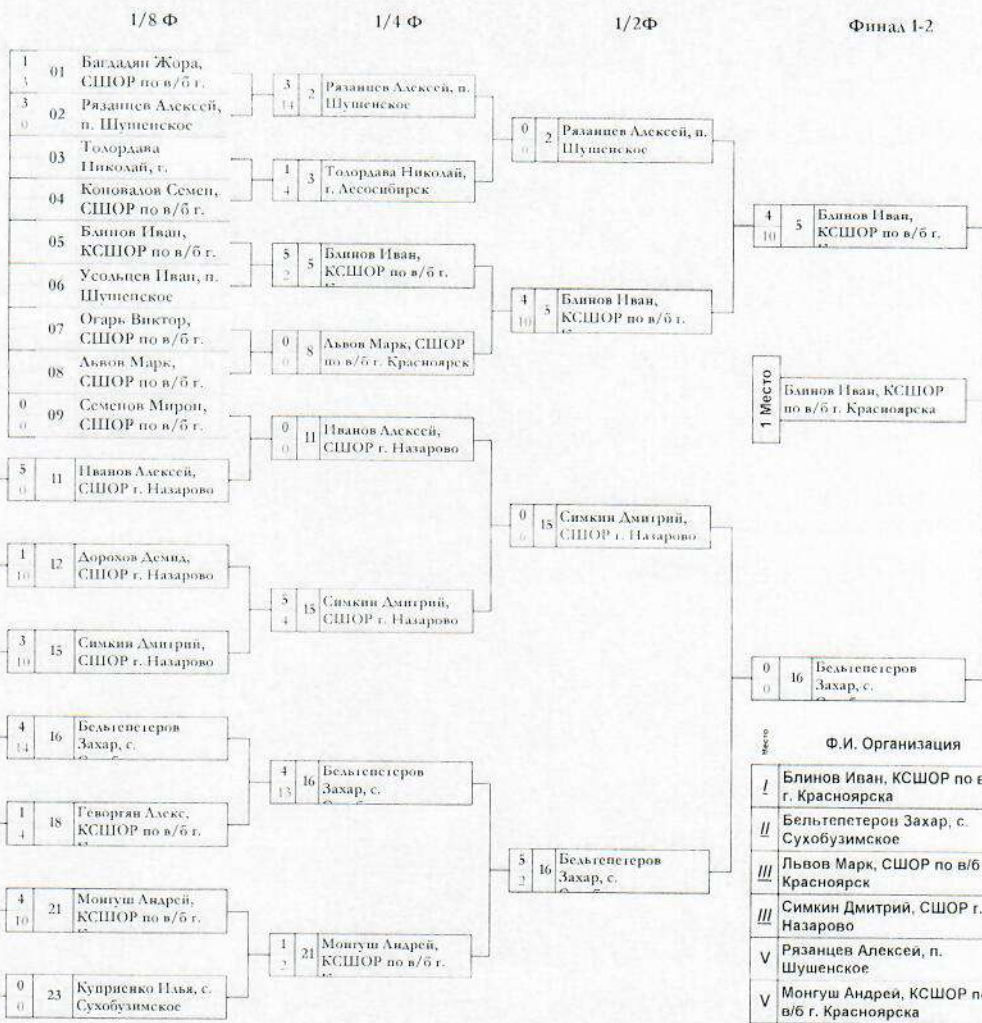 1/8 Ф
1/4 Ф
1/2Ф
Финал 1-2
1
3
01
Багдадян Жора,
СШОР по в/б г.
3
0
02
Рязанцев Алексей,
п. Шушенское
03
Толордава
Николай, г.
04
Коновалов Семен,
СШОР по в/б г.
05
Блинов Иван,
КСШОР по в/б г.
06
Усольцев Иван, п.
Шушенское
07
Огарь Виктор,
СШОР по в/б г.
08
Львов Марк,
СШОР по в/б г.
0
0
09
Семенов Мирон,
СШОР по в/б г.
5
0
11
Иванов Алексей,
СШОР г. Назарово
1
10
12
Дорохов Демид,
СШОР г. Назарово
3
10
15
Симкин Дмитрий,
СШОР г. Назарово
4
14
16
Бельтепетеров
Захар, с.
1
4
18
Геворгян Алекс,
КСШОР по в/б г.
4
10
21
Монгуш Андрей,
КСШОР по в/б г.
0
0
23
Куприенко Илья, с.
Сухобузимское
3
14
2
Рязанцев Алексей, п.
Шушенское
1
4
3
Толордава Николай,
г. Лесосибирск
5
2
5
Блинов Иван,
КСШОР по в/б г.
0
0
8
Львов Марк, СШОР
по в/б г. Красноярск
0
0
11
Иванов Алексей,
СШОР г. Назарово
5
4
15
Симкин Дмитрий,
СШОР г. Назарово
4
13
16
Бельтепетеров
Захар, с.
1
2
21
Монгуш Андрей,
КСШОР по в/б г.
0
0
2
Рязанцев Алексей, п.
Шушенское
4
10
5
Блинов Иван,
КСШОР по в/б г.
0
15
Симкин Дмитрий,
СШОР г. Назарово
5
2
16
Бельтепетеров
Захар, с.
4
10
5
Блинов Иван,
КСШОР по в/б г.
1 Место
Блинов Иван, КСШОР
по в/б г. Красноярска
0
0
16
Бельтепетеров
Захар, с.
Место
Ф.И. Организация
I
Блинов Иван, КСШОР по в
г. Красноярска
II
Бельтепетеров Захар, с.
Сухобузимское
III
Львов Марк, СШОР по в/б
Красноярск
III
Симкин Дмитрий, СШОР г.
Назарово
V
Рязанцев Алексей, п.
Шушенское
V
Монгуш Андрей, КСШОР по
в/б г. Красноярска